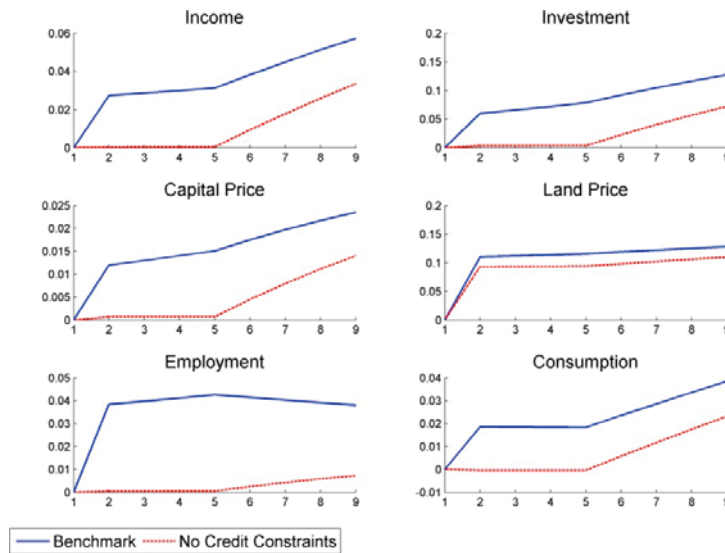 Income
0.06
0.04
0.02
0
1 2 3 4 5 6 7 8 9
Investment
0.2
0.15
0.1
0.05
0
1 2 3 4 5 6 7 8 9
Capital Price
0.025
0.02
0.015
0.01
0.005
0
1 2 3 4 5 6 7 8 9
Land Price
0.2
0.15
0.1
0.05
0
1 2 3 4 5 6 7 8 9
Employment
0.05
0.04
0.03
0.02
0.01
0
1 2 3 4 5 6 7 8 9
Consumption
0.04
0.03
0.02
0.01
0
-0.01
1 2 3 4 5 6 7 8 9
Benchmark No Credit Constraints